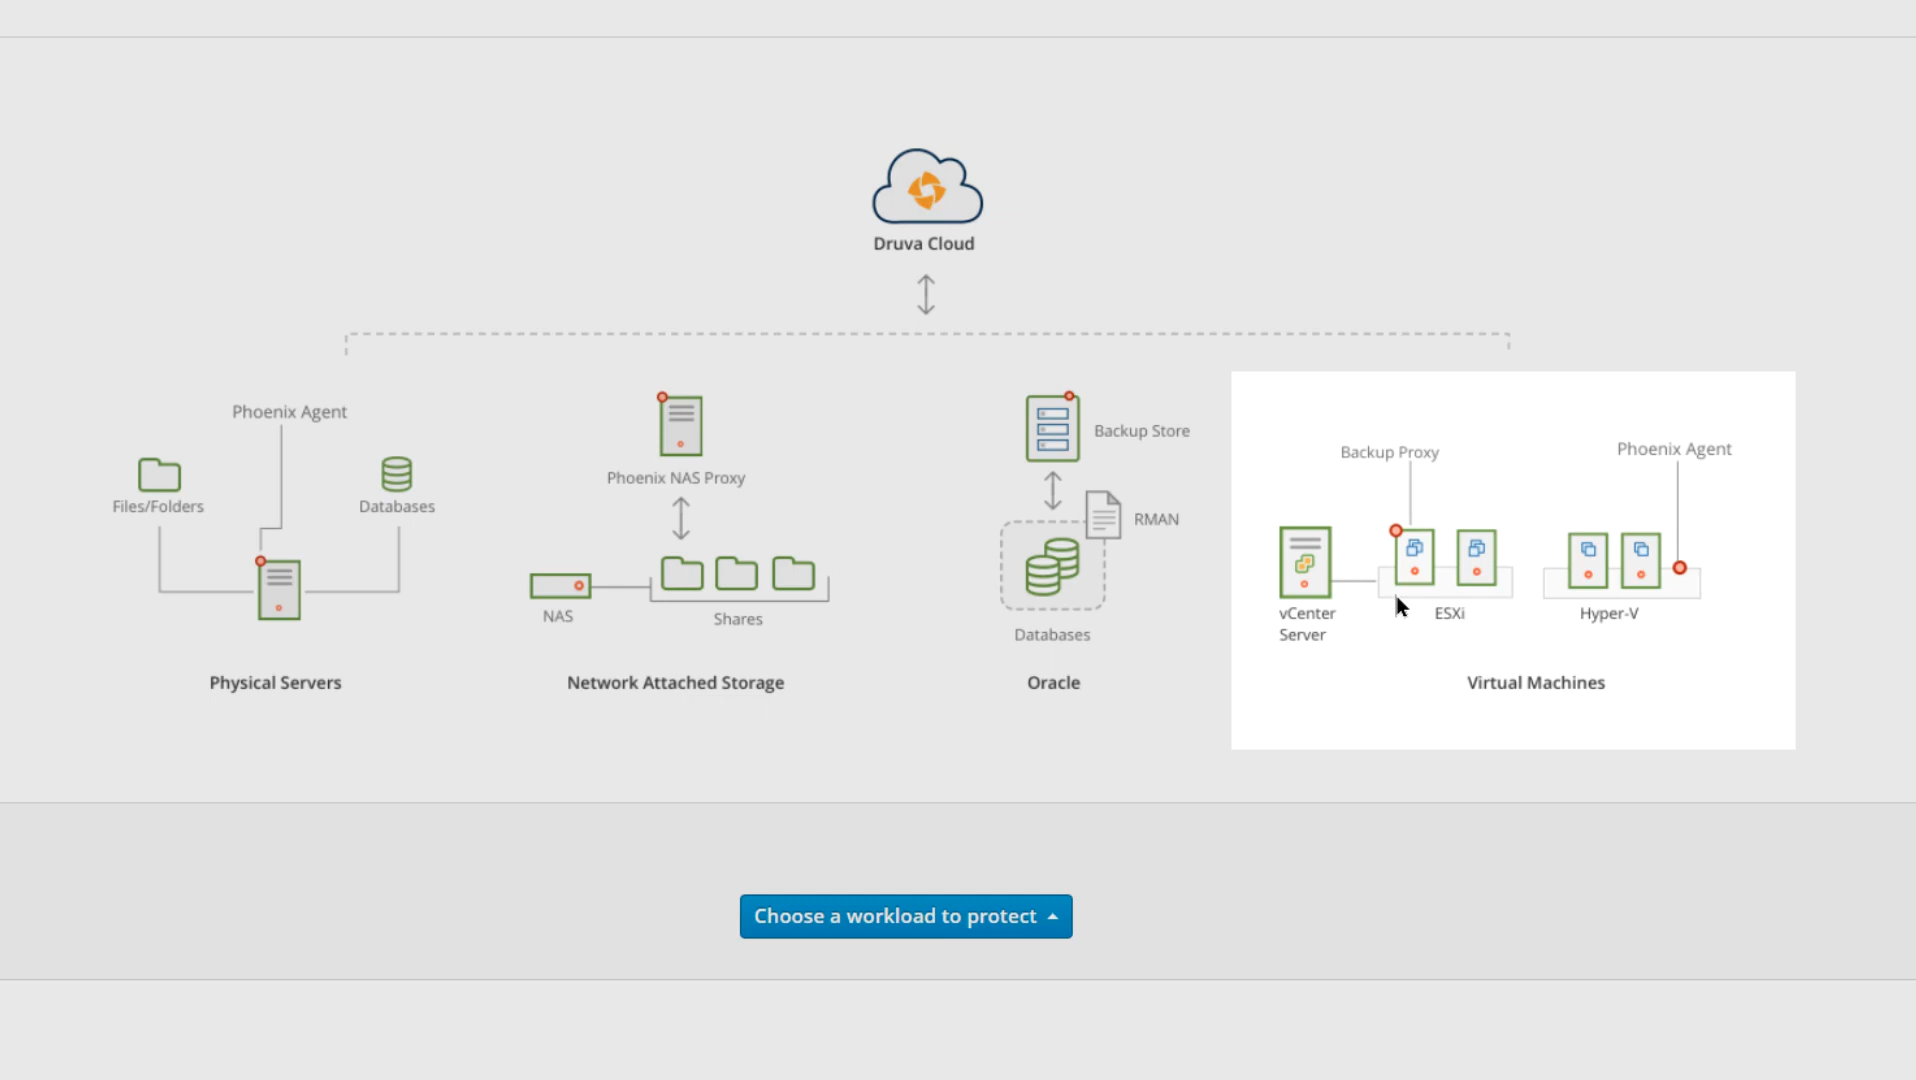 Druva Cloud
Phoenix Agent
Files/Folders
Databases
Physical Servers
Phoenix NAS Proxy
NAS
Shares
Network Attached Storage
Backup Store
RMAN
Databases
Oracle
Backup Proxy
Phoenix Agent
vCenter
Server
ESXi
Hyper-V
Virtual Machines
Choose a workload to protect